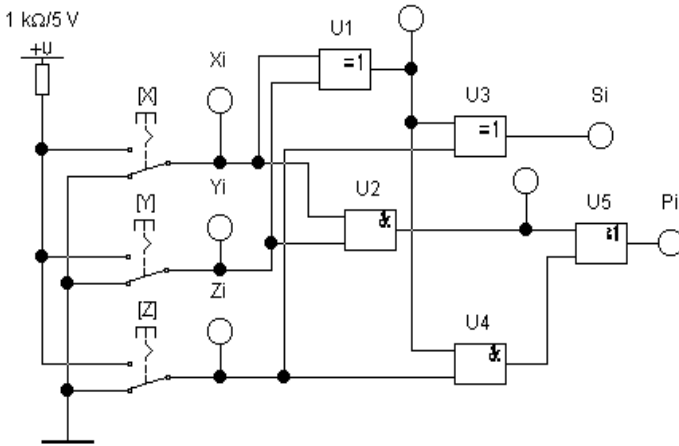 1 kΩ/5 V
+U
U1
=1
Xi
[X]
U3
=1
Si
Yi
[Y]
U2
&
U5
≥1
Pi
Zi
[Z]
U4
&